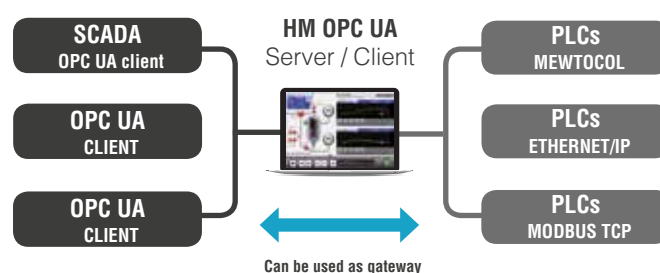 SCADA
OPC UA client
OPC UA
CLIENT
OPC UA
CLIENT
HM OPC UA
Server / Client
Can be used as gateway
PLCs
MEWTOCOL
PLCs
ETHERNET/IP
PLCs
MODBUS TCP